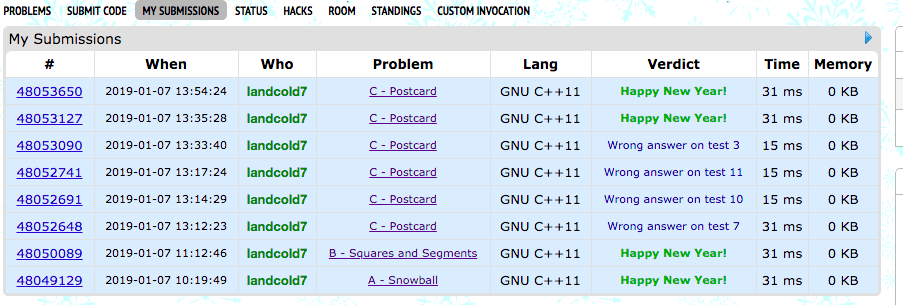 PROBLEMS SUBMIT CODE MY SUBMISSIONS STATUS HACKS ROOM STANDINGS CUSTOM INVOCATION
My Submissions
# When Who Problem Lang Verdict Time Memory
48053650 2019-01-07 13:54:24 landcold7 C - Postcard GNU C++11 Happy New Year! 31 ms 0 KB
48053127 2019-01-07 13:35:28 landcold7 C - Postcard GNU C++11 Happy New Year! 31 ms 0 KB
48053090 2019-01-07 13:33:40 landcold7 C - Postcard GNU C++11 Wrong answer on test 3 15 ms 0 KB
48052741 2019-01-07 13:17:24 landcold7 C - Postcard GNU C++11 Wrong answer on test 11 15 ms 0 KB
48052691 2019-01-07 13:14:29 landcold7 C - Postcard GNU C++11 Wrong answer on test 10 15 ms 0 KB
48052648 2019-01-07 13:12:23 landcold7 C - Postcard GNU C++11 Wrong answer on test 7 31 ms 0 KB
48050089 2019-01-07 11:12:46 landcold7 B - Squares and Segments GNU C++11 Happy New Year! 31 ms 0 KB
48049129 2019-01-07 10:19:49 landcold7 A - Snowball GNU C++11 Happy New Year! 31 ms 0 KB